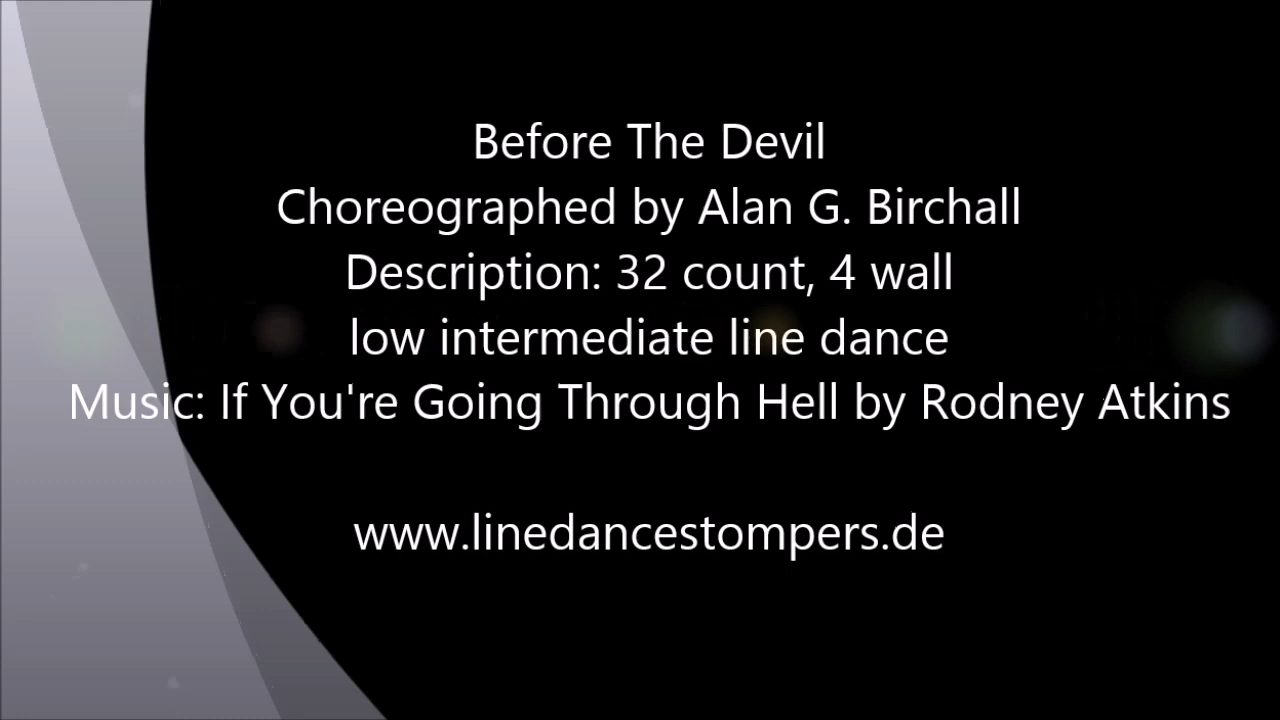 Before The Devil
Choreographed by Alan G. Birchall
Description: 32 count, 4 wall
low intermediate line dance
Music: If You're Going Through Hell by Rodney Atkins
www.linedancestompers.de